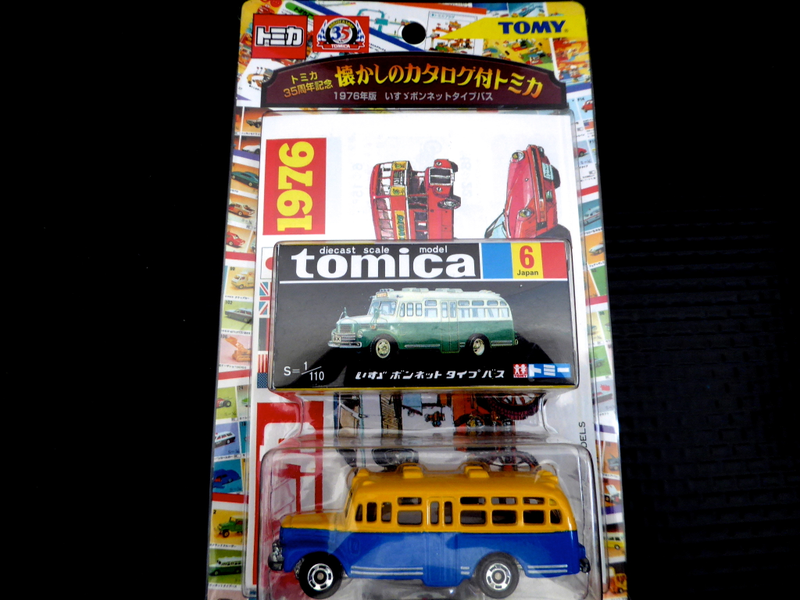 トミカ
35
TOMICA
TOMY
トミカ
35周年記念
懐かしのカタログ付トミカ
1976年版 いすゞボンネットタイプバス
1976
diecast scale model
tomica
6
Japan
S=1/110
いすゞ ボンネット タイプ バス
トミー
DELS